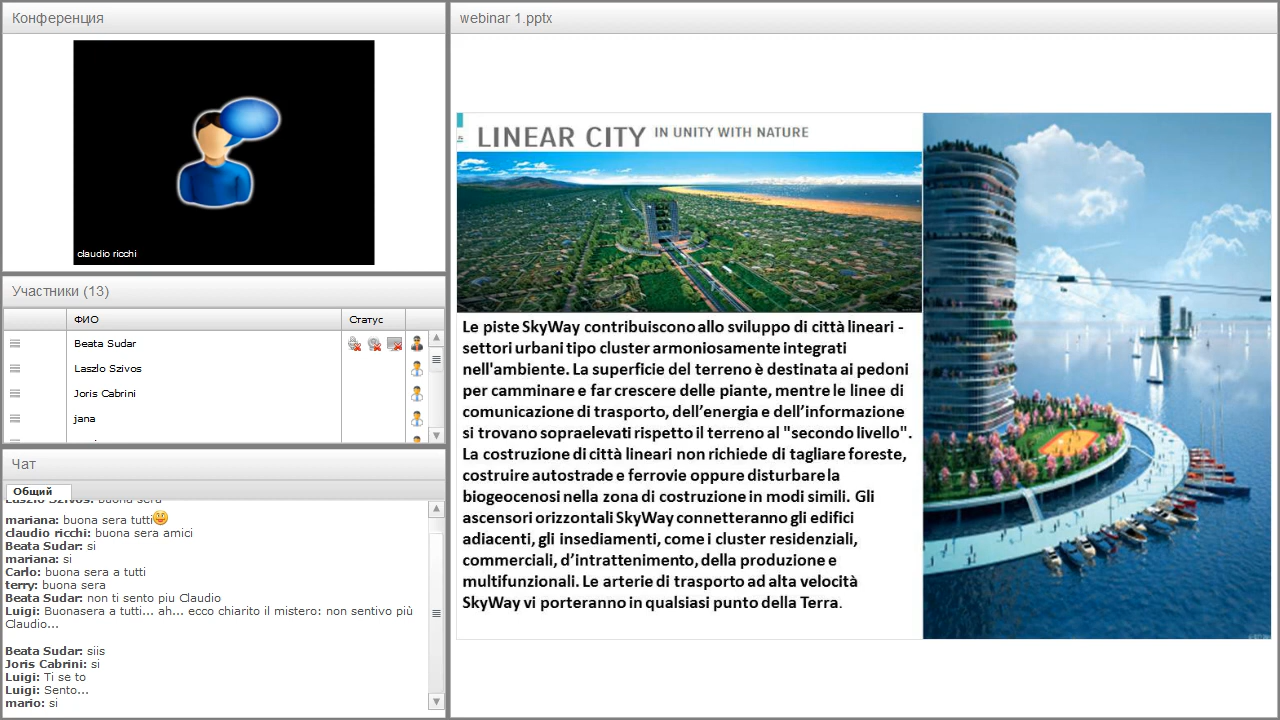 Конференция
claudio ricchi
Участники (13)
ФИО
Статус
Beata Sudar
Laszlo Szivos
Joris Cabrini
jana
Чат
Общий
Laszlo Szivos: buona sera
mariana: buona sera tutti
claudio ricchi: buona sera amici
Beata Sudar: si
mariana: si
Carlo: buona sera a tutti
terry: buona sera
Beata Sudar: non ti sento piu Claudio
Luigi: Buonasera a tutti... ah... ecco chiarito il mistero: non sentivo più
Claudio...
Beata Sudar: siis
Joris Cabrini: si
Luigi: Ti se to
Luigi: Sento...
mario: si
webinar 1.pptx
LINEAR CITY IN UNITY WITH NATURE
Le piste SkyWay contribuiscono allo sviluppo di città lineari -
settori urbani tipo cluster armoniosamente integrati
nell'ambiente. La superficie del terreno è destinata ai pedoni
per camminare e far crescere delle piante, mentre le linee di
comunicazione di trasporto, dell’energia e dell’informazione
si trovano sopraelevati rispetto il terreno al "secondo livello".
La costruzione di città lineari non richiede di tagliare foreste,
costruire autostrade e ferrovie oppure disturbare la
biogeocenosi nella zona di costruzione in modi simili. Gli
ascensori orizzontali SkyWay connetteranno gli edifici
adiacenti, gli insediamenti, come i cluster residenziali,
commerciali, d’intrattenimento, della produzione e
multifunzionali. Le arterie di trasporto ad alta velocità
SkyWay vi porteranno in qualsiasi punto della Terra.